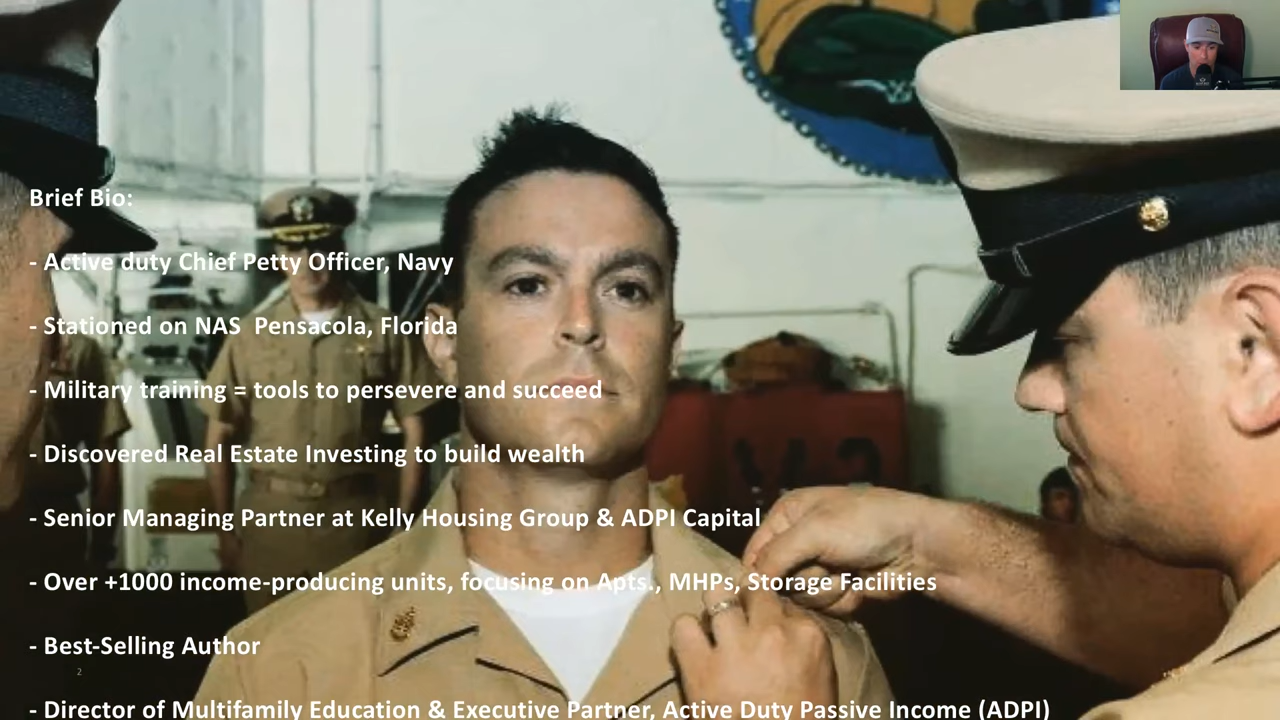 Brief Bio:
- Active duty Chief Petty Officer, Navy
- Stationed on NAS  Pensacola, Florida
- Military training = tools to persevere and succeed
- Discovered Real Estate Investing to build wealth
- Senior Managing Partner at Kelly Housing Group & ADPI Capital
- Over +1000 income-producing units, focusing on Apts., MHPs, Storage Facilities
- Best-Selling Author
2
- Director of Multifamily Education & Executive Partner, Active Duty Passive Income (ADPI)